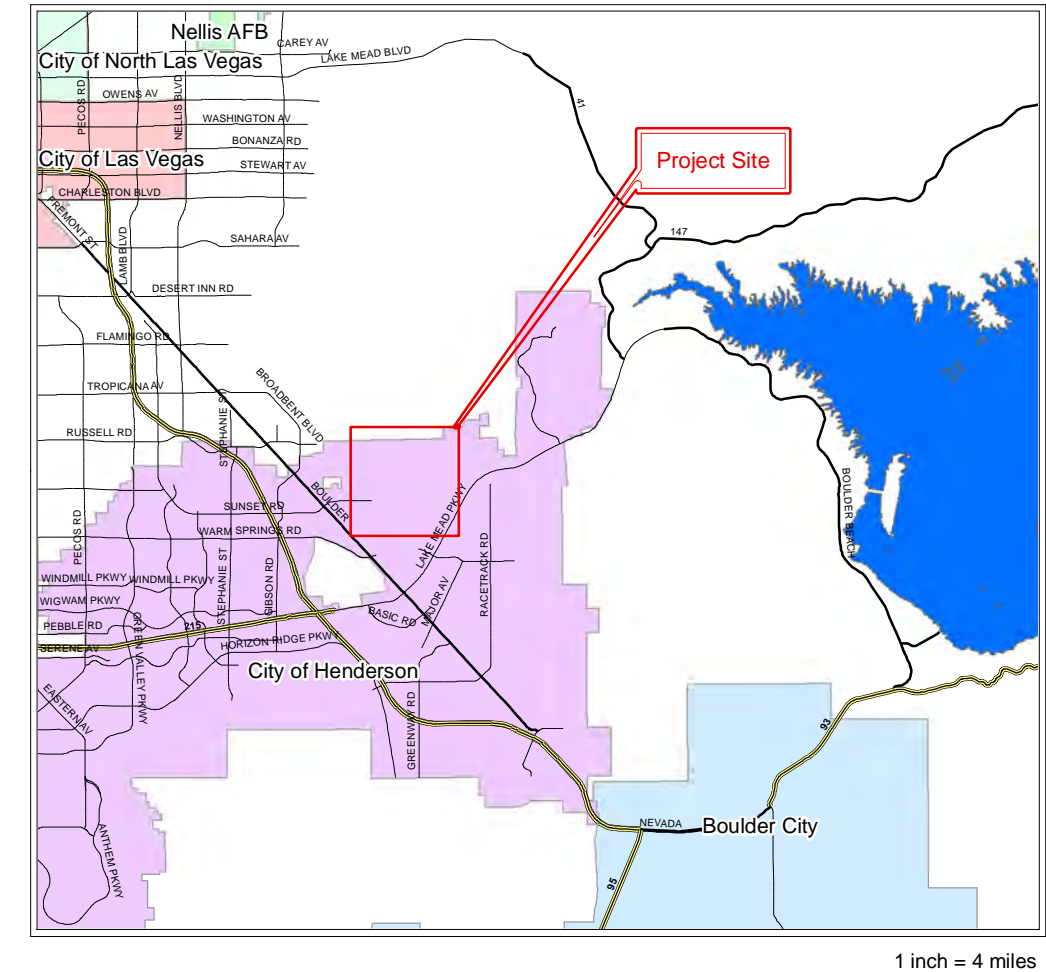 Nellis AFB
CAREY AV
LAKE MEAD BLVD
City of North Las Vegas
PECOS RD
OWENS AV
NELLIS BLVD
41
WASHINGTON AV
BONANZA RD
Project Site
City of Las Vegas
STEWART AV
CHARLESTON BLVD
FREMONT ST
LAMB BLVD
SAHARA AV
147
DESERT INN RD
FLAMINGO RD
TROPICANA AV
STEPHANIE ST
BROADBENT BLVD
RUSSELL RD
BOULDER
SUNSET RD
LAKE MEAD PKWY
BOULDER BEACH
PECOS RD
WARM SPRINGS RD
RACETRACK RD
WINDMILL PKWY
WINDMILL PKWY
STEPHANIE ST
GIBSON RD
MAJOR AV
WIGWAM PKWY
BASIC RD
PEBBLE RD
215
GREEN VALLEY PKWY
HORIZON RIDGE PKWY
SERENE AV
City of Henderson
EASTERN AV
GREENWAY RD
93
NEVADA
Boulder City
ANTHEM PKWY
95
1 inch = 4 miles